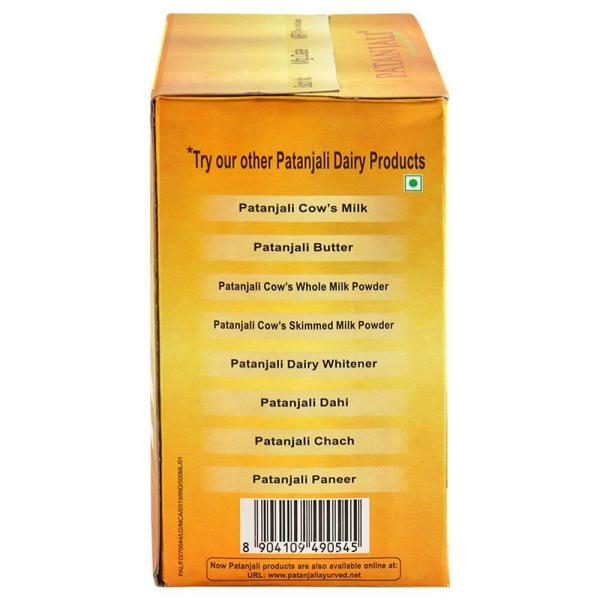 PATANJALI®
*Try our other Patanjali Dairy Products
Patanjali Cow's Milk
Patanjali Butter
Patanjali Cow's Whole Milk Powder
Patanjali Cow's Skimmed Milk Powder
Patanjali Dairy Whitener
Patanjali Dahi
Patanjali Chach
Patanjali Paneer
8 904109 490545
Now Patanjali products are also available online at:
URL: www.patanjaliayurved.net